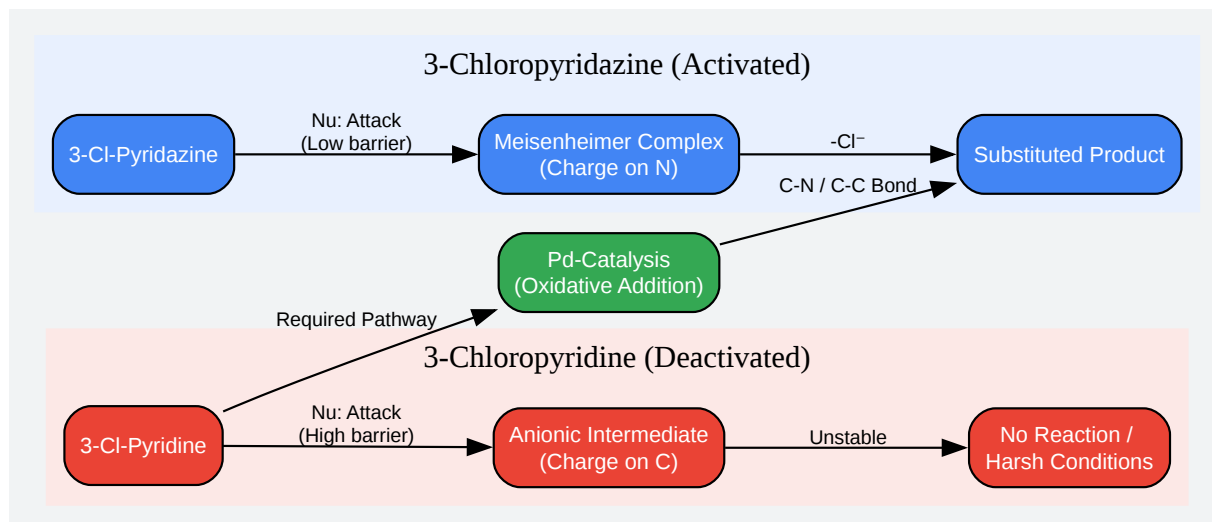 3-Chloropyridazine (Activated)
3-Cl-Pyridazine
Nu: Attack
(Low barrier)
Meisenheimer Complex
(Charge on N)
-Cl⁻
Substituted Product
C-N / C-C Bond
Pd-Catalysis
(Oxidative Addition)
Required Pathway
3-Chloropyridine (Deactivated)
3-Cl-Pyridine
Nu: Attack
(High barrier)
Anionic Intermediate
(Charge on C)
Unstable
No Reaction /
Harsh Conditions